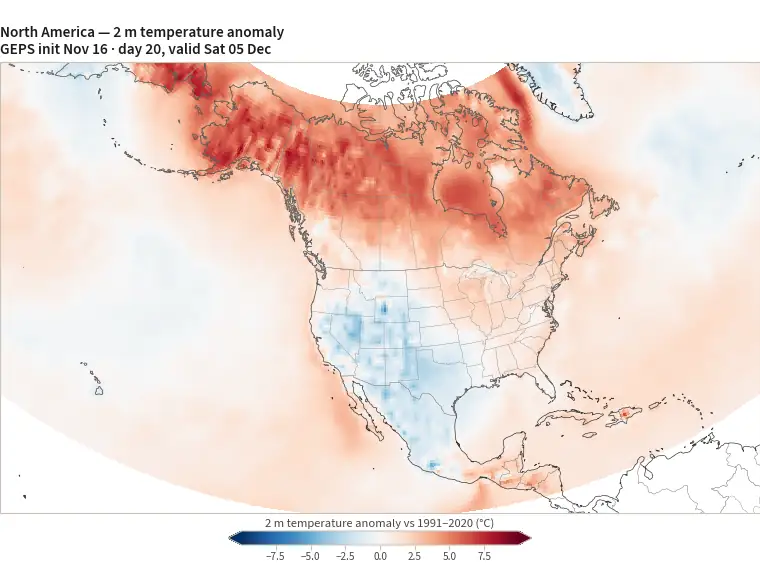 North America — 2 m temperature anomaly
GEPS init Nov 16 · day 20, valid Sat 05 Dec
2 m temperature anomaly vs 1991–2020 (°C)
−7.5 −5.0 −2.5 0.0 2.5 5.0 7.5